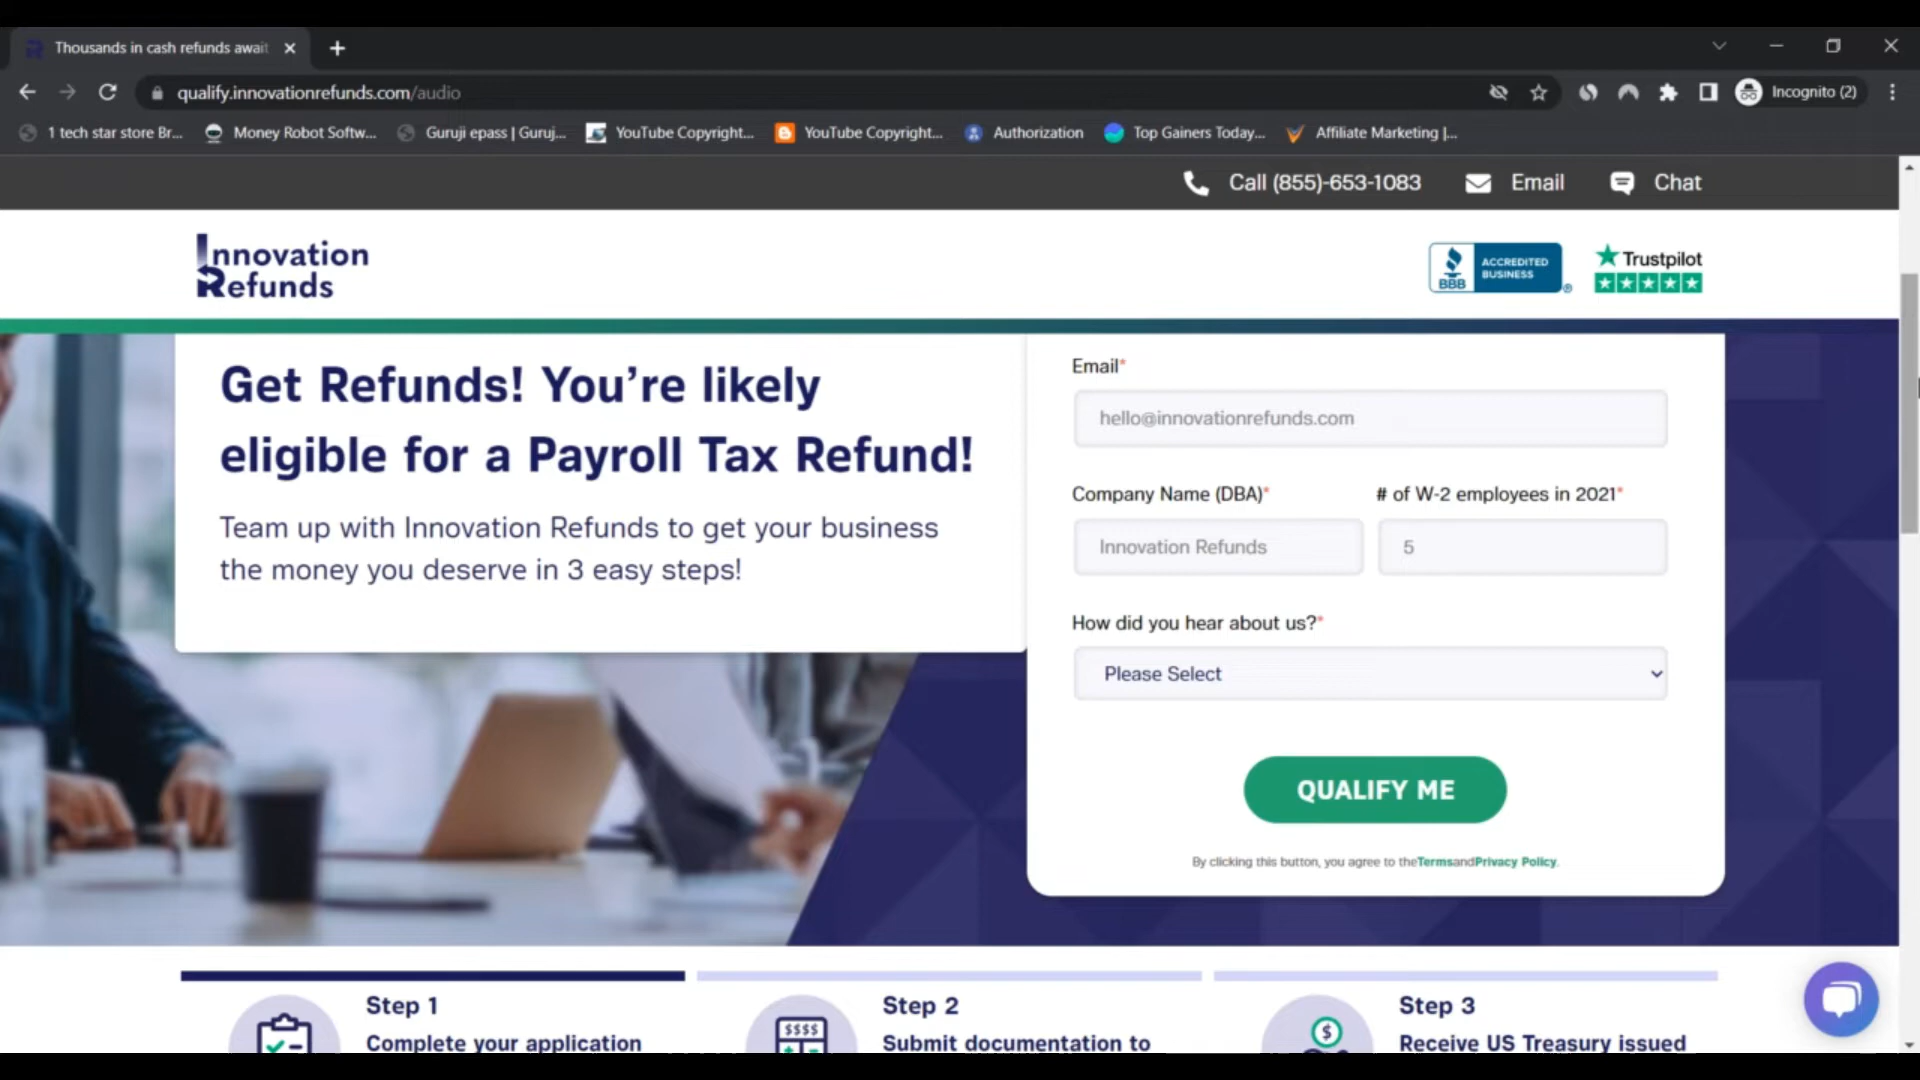 Thousands in cash refunds await
qualify.innovationrefunds.com/audio
Incognito (2)
1 tech star store Br...
Money Robot Softw...
Guruji epass | Guruj...
YouTube Copyright...
YouTube Copyright...
Authorization
Top Gainers Today...
Affiliate Marketing |...
Call (855)-653-1083
Email
Chat
Innovation
Refunds
BBB
ACCREDITED
BUSINESS
Trustpilot
Get Refunds! You're likely
eligible for a Payroll Tax Refund!
Team up with Innovation Refunds to get your business
the money you deserve in 3 easy steps!
Email*
hello@innovationrefunds.com
Company Name (DBA)*
# of W-2 employees in 2021*
Innovation Refunds
5
How did you hear about us?*
Please Select
QUALIFY ME
By clicking this button, you agree to theTermsandPrivacy Policy.
Step 1
Complete your application
$$$$
Step 2
Submit documentation to
$
Step 3
Receive US Treasury issued